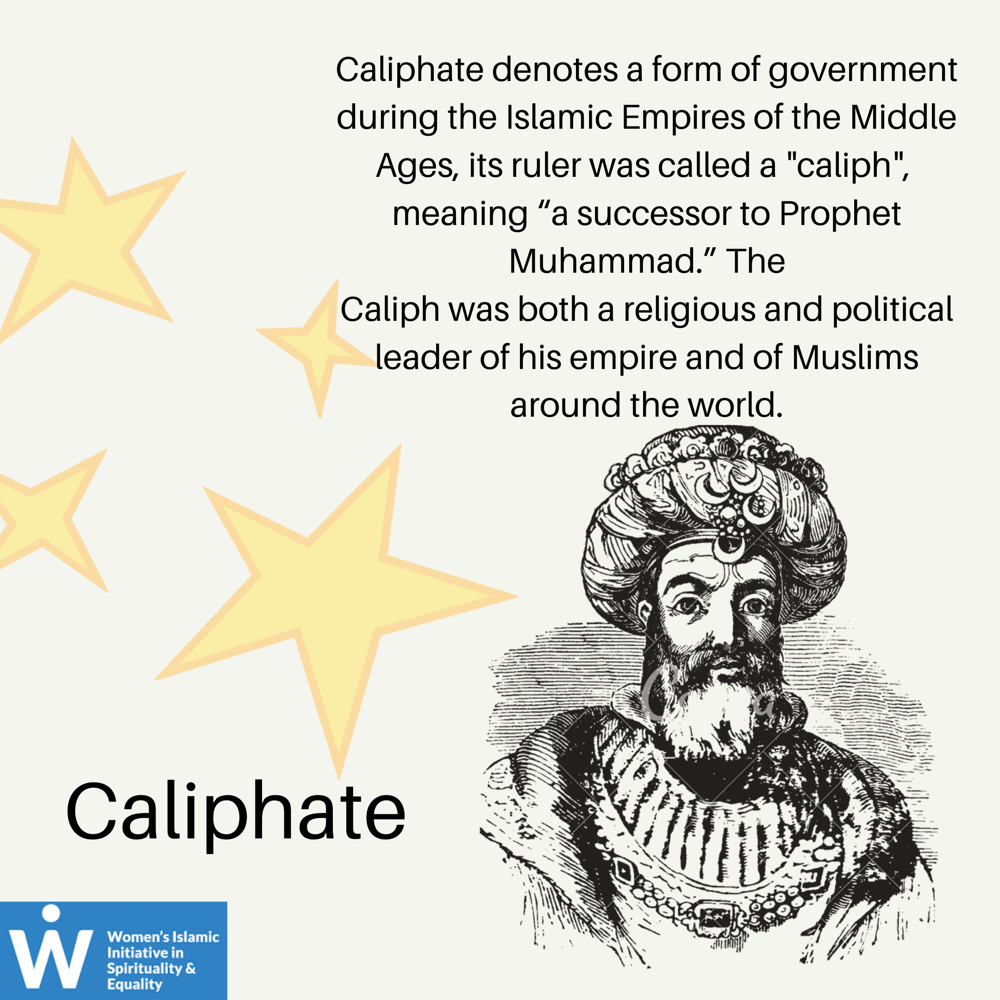 Caliphate denotes a form of government
during the Islamic Empires of the Middle
Ages, its ruler was called a "caliph",
meaning “a successor to Prophet
Muhammad.” The
Caliph was both a religious and political
leader of his empire and of Muslims
around the world.
Canva
Caliphate
W
Women’s Islamic
Initiative in
Spirituality &
Equality